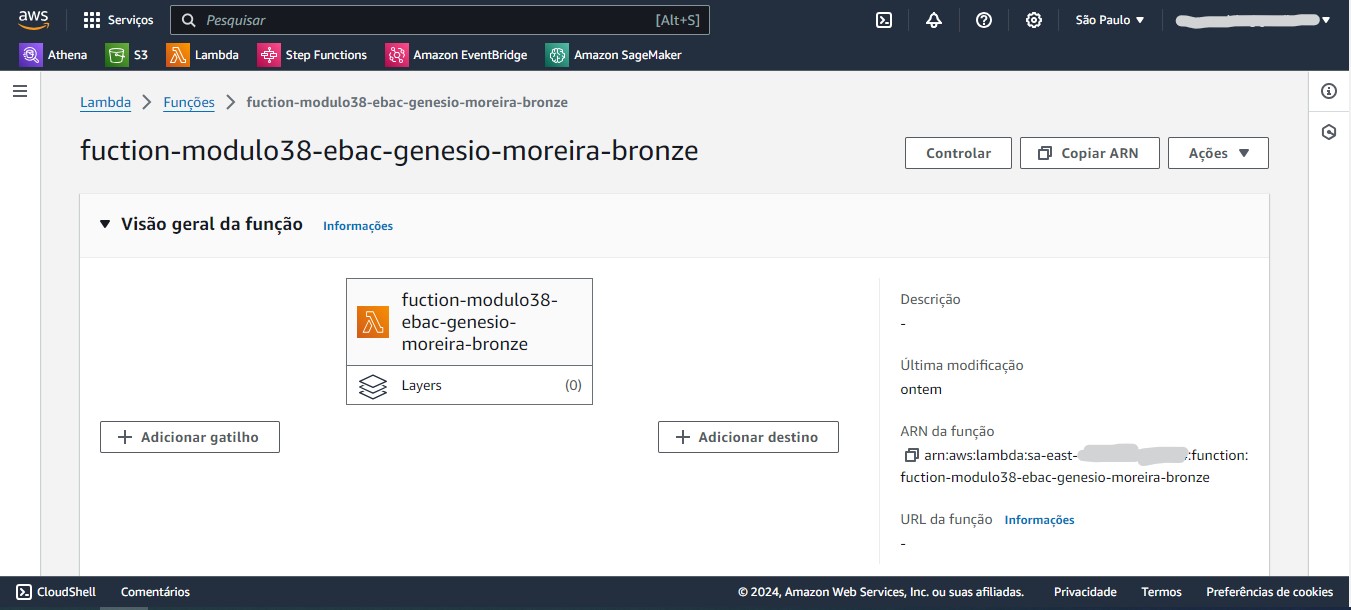 aws
Serviços
Pesquisar [Alt+S]
São Paulo
Athena S3 Lambda Step Functions Amazon EventBridge Amazon SageMaker
Lambda Funções fuction-modulo38-ebac-genesio-moreira-bronze
fuction-modulo38-ebac-genesio-moreira-bronze
Controlar Copiar ARN Ações
Visão geral da função Informações
fuction-modulo38-
ebac-genesio-
moreira-bronze
Layers (0)
Adicionar gatilho
Adicionar destino
Descrição
-
Última modificação
ontem
ARN da função
arn:aws:lambda:sa-east- :function:
fuction-modulo38-ebac-genesio-moreira-bronze
URL da função Informações
-
CloudShell Comentários © 2024, Amazon Web Services, Inc. ou suas afiliadas. Privacidade Termos Preferências de cookies